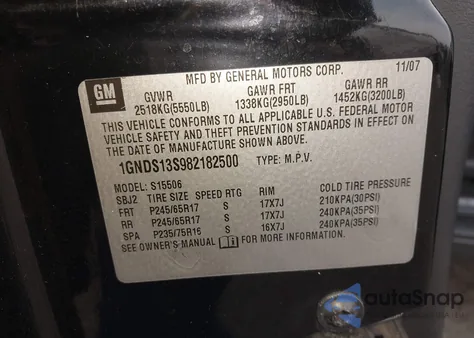 MFD BY GENERAL MOTORS CORP. 11/07
GM GVWR GAWR FRT GAWR RR
2518KG(5550LB) 1338KG(2950LB) 1452KG(3200LB)
THIS VEHICLE CONFORMS TO ALL APPLICABLE U.S. FEDERAL MOTOR
VEHICLE SAFETY AND THEFT PREVENTION STANDARDS IN EFFECT ON THE
DATE OF MANUFACTURE SHOWN ABOVE.
1GNDS13S982182500 TYPE: M.P.V.
MODEL: S15506
SBJ2 TIRE SIZE SPEED RTG RIM COLD TIRE PRESSURE
FRT P245/65R17 S 17X7J 210KPA(30PSI)
RR P245/65R17 S 17X7J 240KPA(35PSI)
SPA P235/75R16 S 16X7J 240KPA(35PSI)
SEE OWNER'S MANUAL FOR MORE INFORMATION.
autoSnap